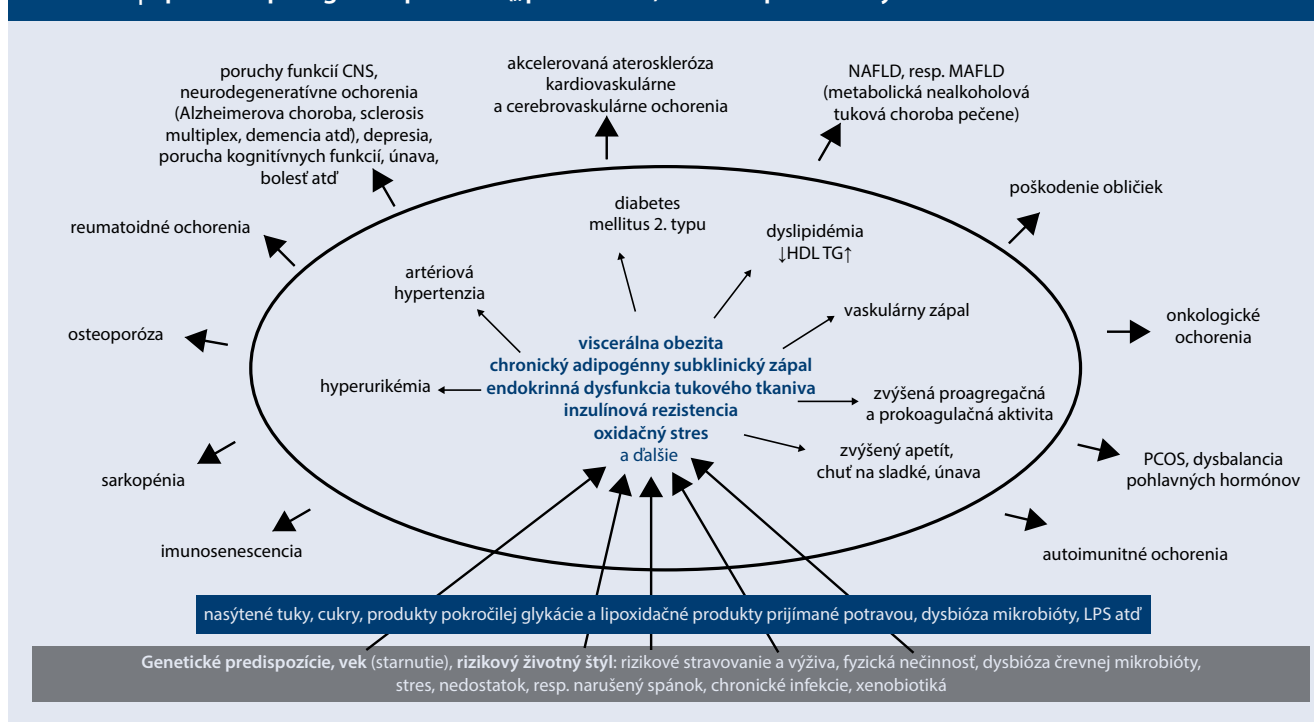 poruchy funkcií CNS,
neurodegeneratívne ochorenia
(Alzheimerova choroba, sclerosis
multiplex, demencia atď), depresia,
porucha kognitívnych funkcií, únava,
bolesť atď
akcelerovaná ateroskleróza
kardiovaskulárne
a cerebrovaskulárne ochorenia
NAFLD, resp. MAFLD
(metabolická nealkoholová
tuková choroba pečene)
poškodenie obličiek
reumatoidné ochorenia
diabetes
mellitus 2. typu
dyslipidémia
↓HDL TG↑
artériová
hypertenzia
vaskulárny zápal
onkologické
ochorenia
osteoporóza
viscerálna obezita
chronický adipogénny subklinický zápal
endokrinná dysfunkcia tukového tkaniva
inzulínová rezistencia
oxidačný stres
a ďalšie
hyperurikémia
zvýšená proagregačná
a prokoagulačná aktivita
zvýšený apetít,
chuť na sladké, únava
sarkopénia
PCOS, dysbalancia
pohlavných hormónov
imunosenescencia
autoimunitné ochorenia
nasýtené tuky, cukry, produkty pokročilej glykácie a lipoxidačné produkty prijímané potravou, dysbióza mikrobióty, LPS atď
Genetické predispozície, vek (starnutie), rizikový životný štýl: rizikové stravovanie a výživa, fyzická nečinnosť, dysbióza črevnej mikrobióty,
stres, nedostatok, resp. narušený spánok, chronické infekcie, xenobiotiká